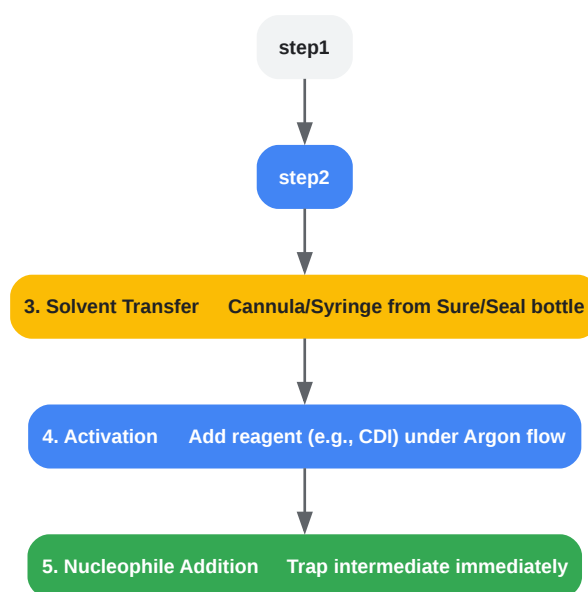 step1
step2
3. Solvent Transfer Cannula/Syringe from Sure/Seal bottle
4. Activation Add reagent (e.g., CDI) under Argon flow
5. Nucleophile Addition Trap intermediate immediately